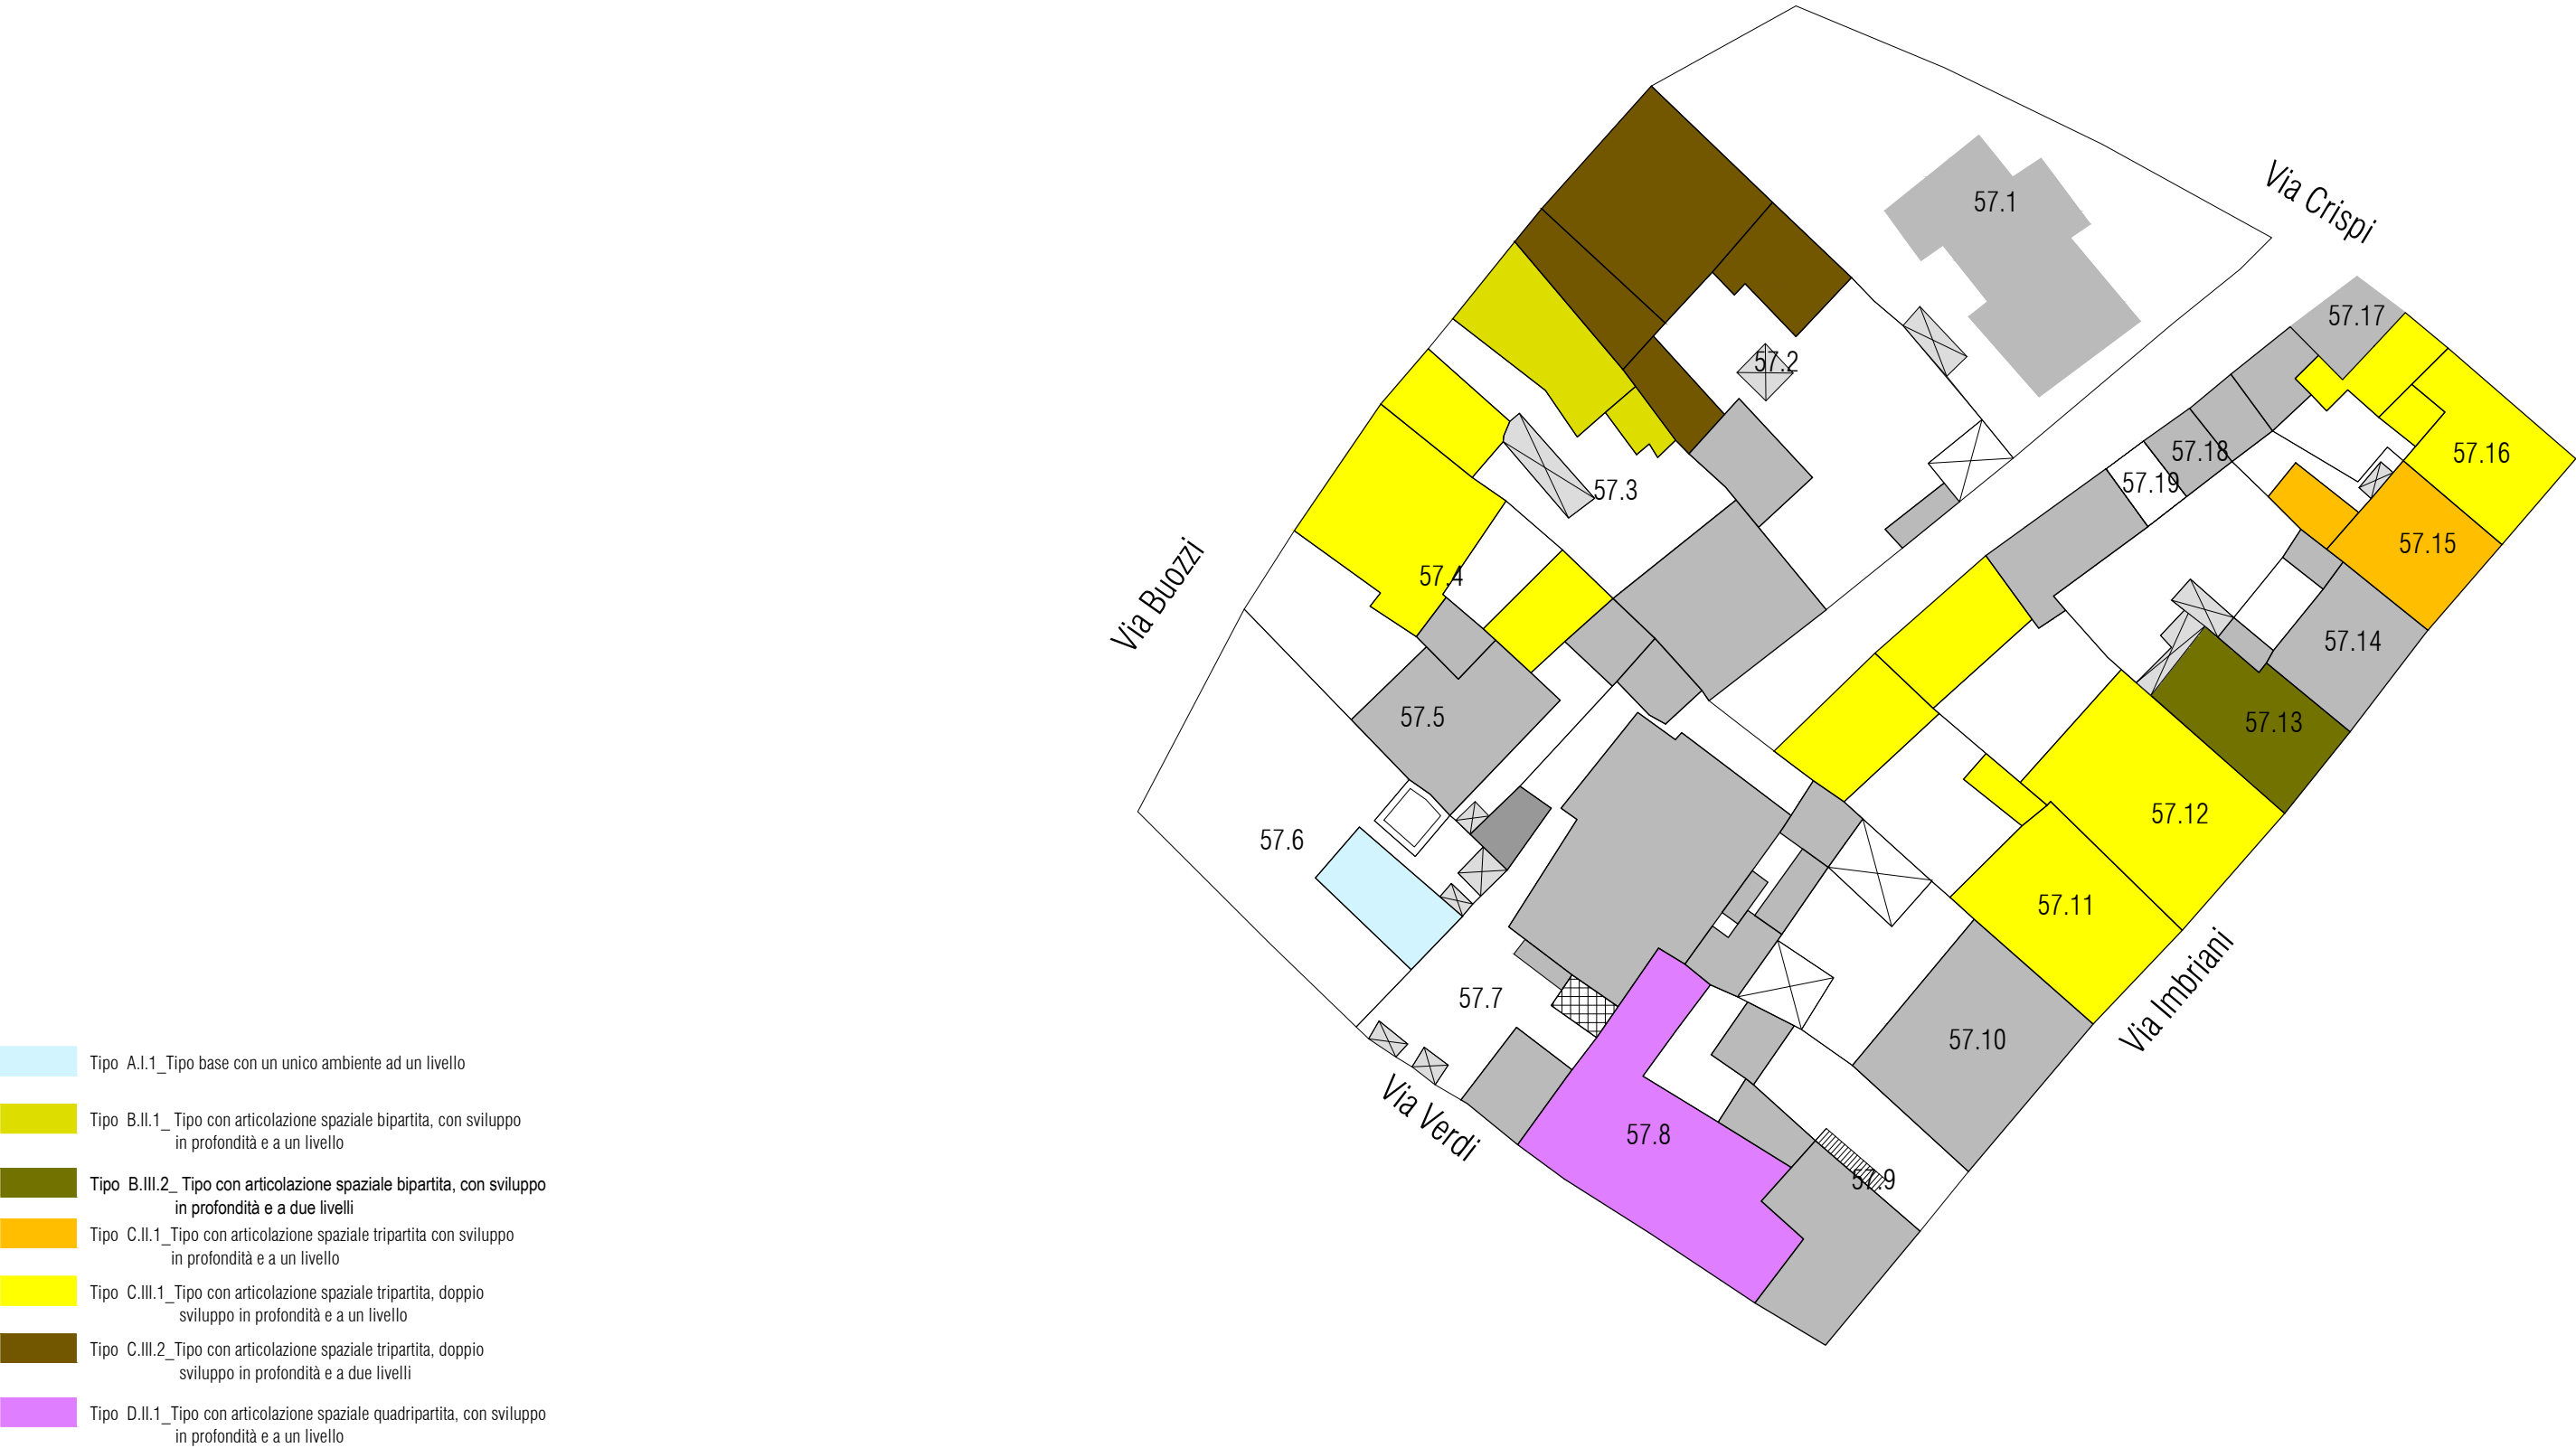 Via Crispi
57.1
57.17
57.2
57.16
57.18
57.19
57.3
57.15
57.4
Via Buozzi
57.14
57.5
57.13
57.12
57.6
57.11
Via Imbriani
57.7
57.10
Via Verdi
57.8
57.9
Tipo A.I.1_Tipo base con un unico ambiente ad un livello
Tipo B.II.1_ Tipo con articolazione spaziale bipartita, con sviluppo
in profondità e a un livello
Tipo B.III.2_ Tipo con articolazione spaziale bipartita, con sviluppo
in profondità e a due livelli
Tipo C.II.1_Tipo con articolazione spaziale tripartita con sviluppo
in profondità e a un livello
Tipo C.III.1_Tipo con articolazione spaziale tripartita, doppio
sviluppo in profondità e a un livello
Tipo C.III.2_Tipo con articolazione spaziale tripartita, doppio
sviluppo in profondità e a due livelli
Tipo D.II.1_Tipo con articolazione spaziale quadripartita, con sviluppo
in profondità e a un livello